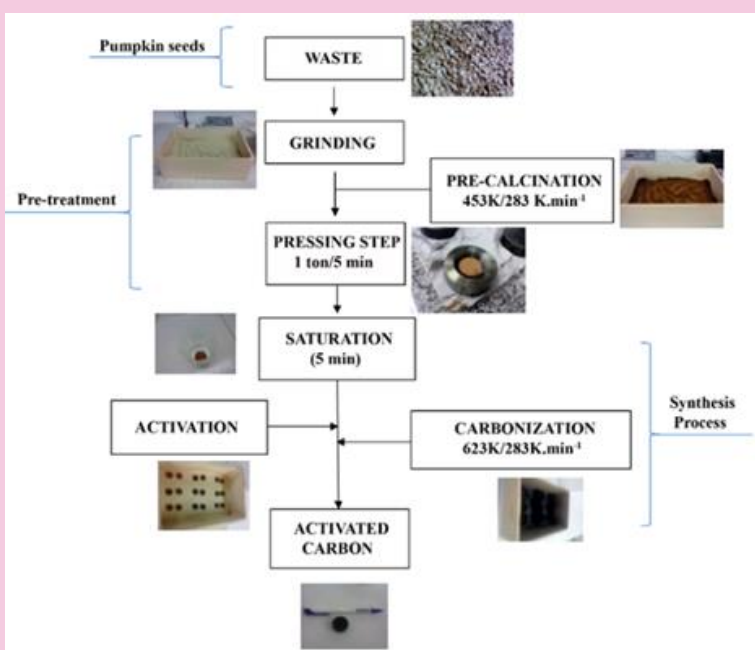 Pumpkin seeds
WASTE
GRINDING
Pre-treatment
PRE-CALCINATION
453K/283 K.min⁻¹
PRESSING STEP
1 ton/5 min
SATURATION
(5 min)
Synthesis
Process
ACTIVATION
CARBONIZATION
623K/283K.min⁻¹
ACTIVATED
CARBON